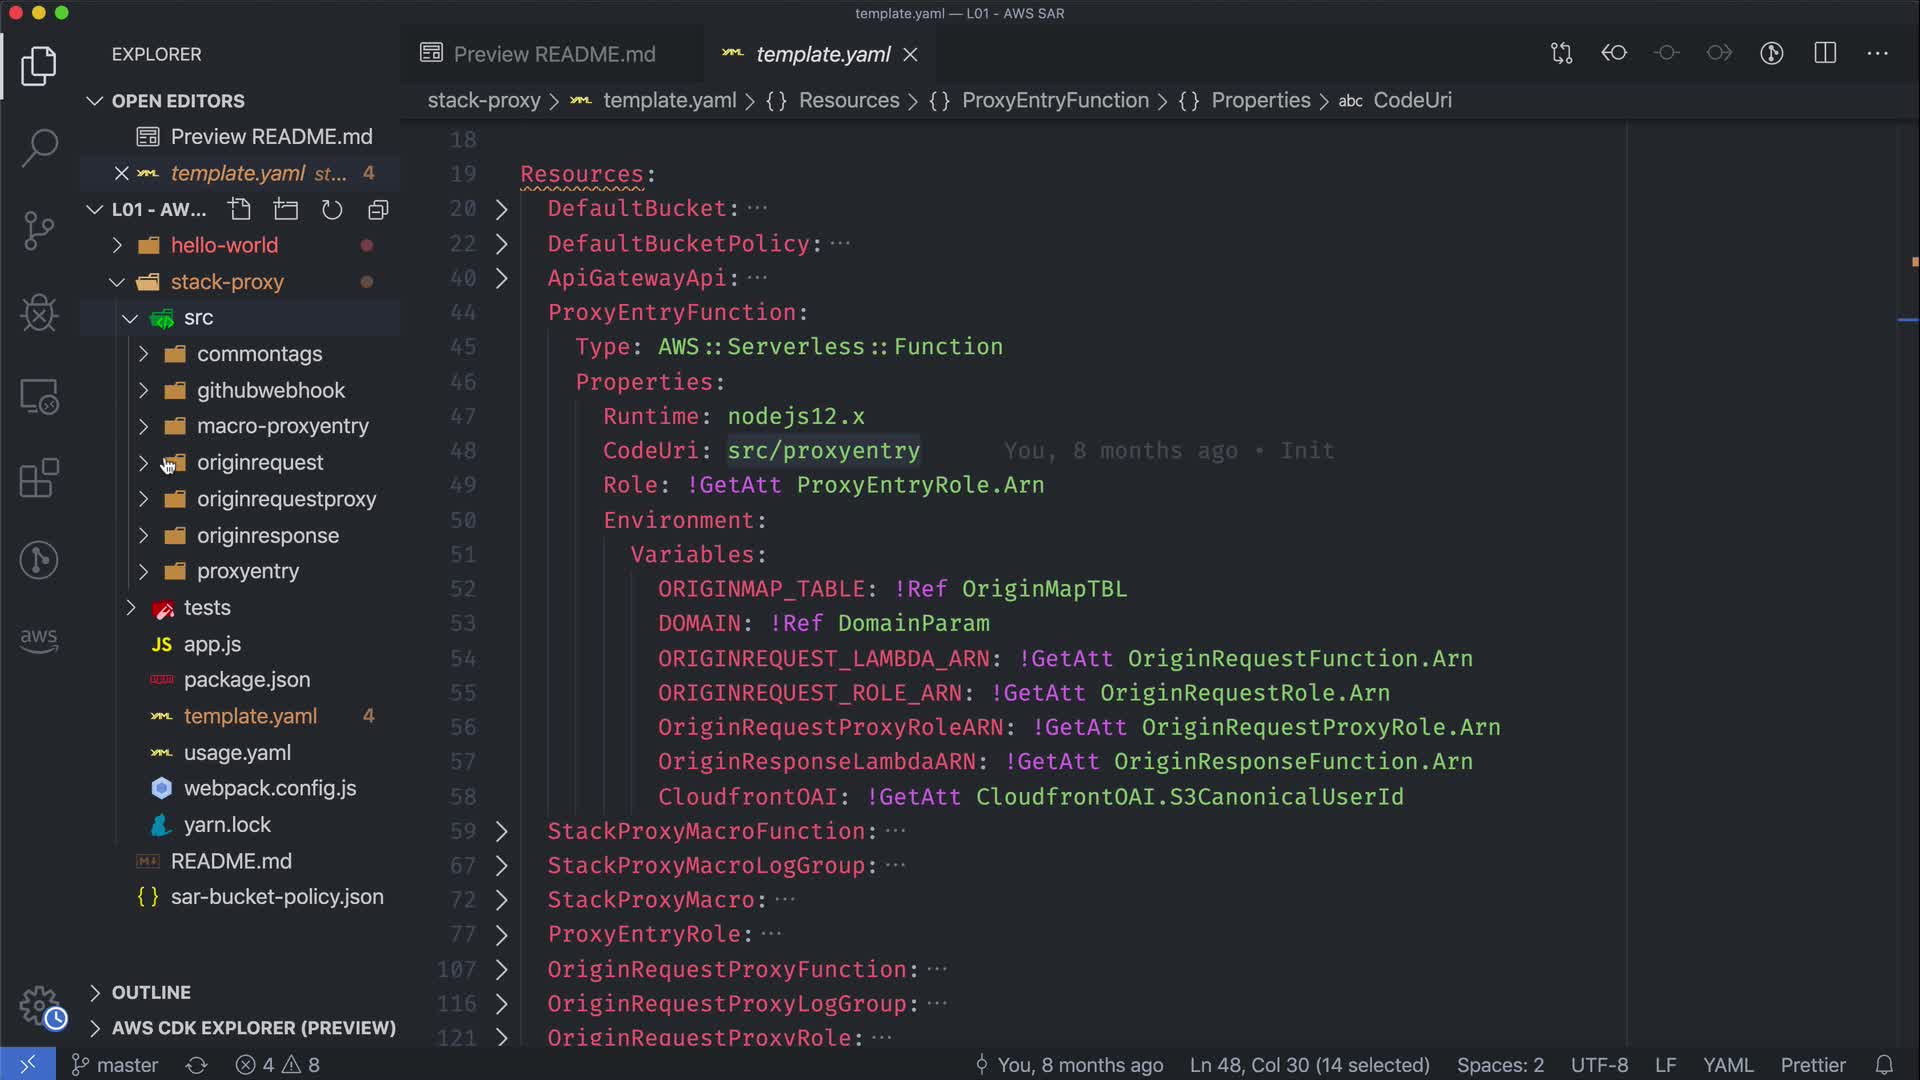 template.yaml — L01 - AWS SAR
EXPLORER
Preview README.md
template.yaml
OPEN EDITORS
Preview README.md
template.yaml st... 4
stack-proxy > template.yaml > {} Resources > {} ProxyEntryFunction > {} Properties > abc CodeUri
L01 - AW...
hello-world
stack-proxy
src
commontags
githubwebhook
macro-proxyentry
originrequest
originrequestproxy
originresponse
proxyentry
tests
JS app.js
package.json
template.yaml 4
usage.yaml
webpack.config.js
yarn.lock
README.md
{} sar-bucket-policy.json
OUTLINE
AWS CDK EXPLORER (PREVIEW)
aws
18
19 Resources:
20 DefaultBucket:···
22 DefaultBucketPolicy:···
40 ApiGatewayApi:···
44 ProxyEntryFunction:
45 Type: AWS::Serverless::Function
46 Properties:
47 Runtime: nodejs12.x
48 CodeUri: src/proxyentry You, 8 months ago • Init
49 Role: !GetAtt ProxyEntryRole.Arn
50 Environment:
51 Variables:
52 ORIGINMAP_TABLE: !Ref OriginMapTBL
53 DOMAIN: !Ref DomainParam
54 ORIGINREQUEST_LAMBDA_ARN: !GetAtt OriginRequestFunction.Arn
55 ORIGINREQUEST_ROLE_ARN: !GetAtt OriginRequestRole.Arn
56 OriginRequestProxyRoleARN: !GetAtt OriginRequestProxyRole.Arn
57 OriginResponseLambdaARN: !GetAtt OriginResponseFunction.Arn
58 CloudfrontOAI: !GetAtt CloudfrontOAI.S3CanonicalUserId
59 StackProxyMacroFunction:···
67 StackProxyMacroLogGroup:···
72 StackProxyMacro:···
77 ProxyEntryRole:···
107 OriginRequestProxyFunction:···
116 OriginRequestProxyLogGroup:···
121 OriginRequestProxyRole:···
master 4 8 You, 8 months ago Ln 48, Col 30 (14 selected) Spaces: 2 UTF-8 LF YAML Prettier